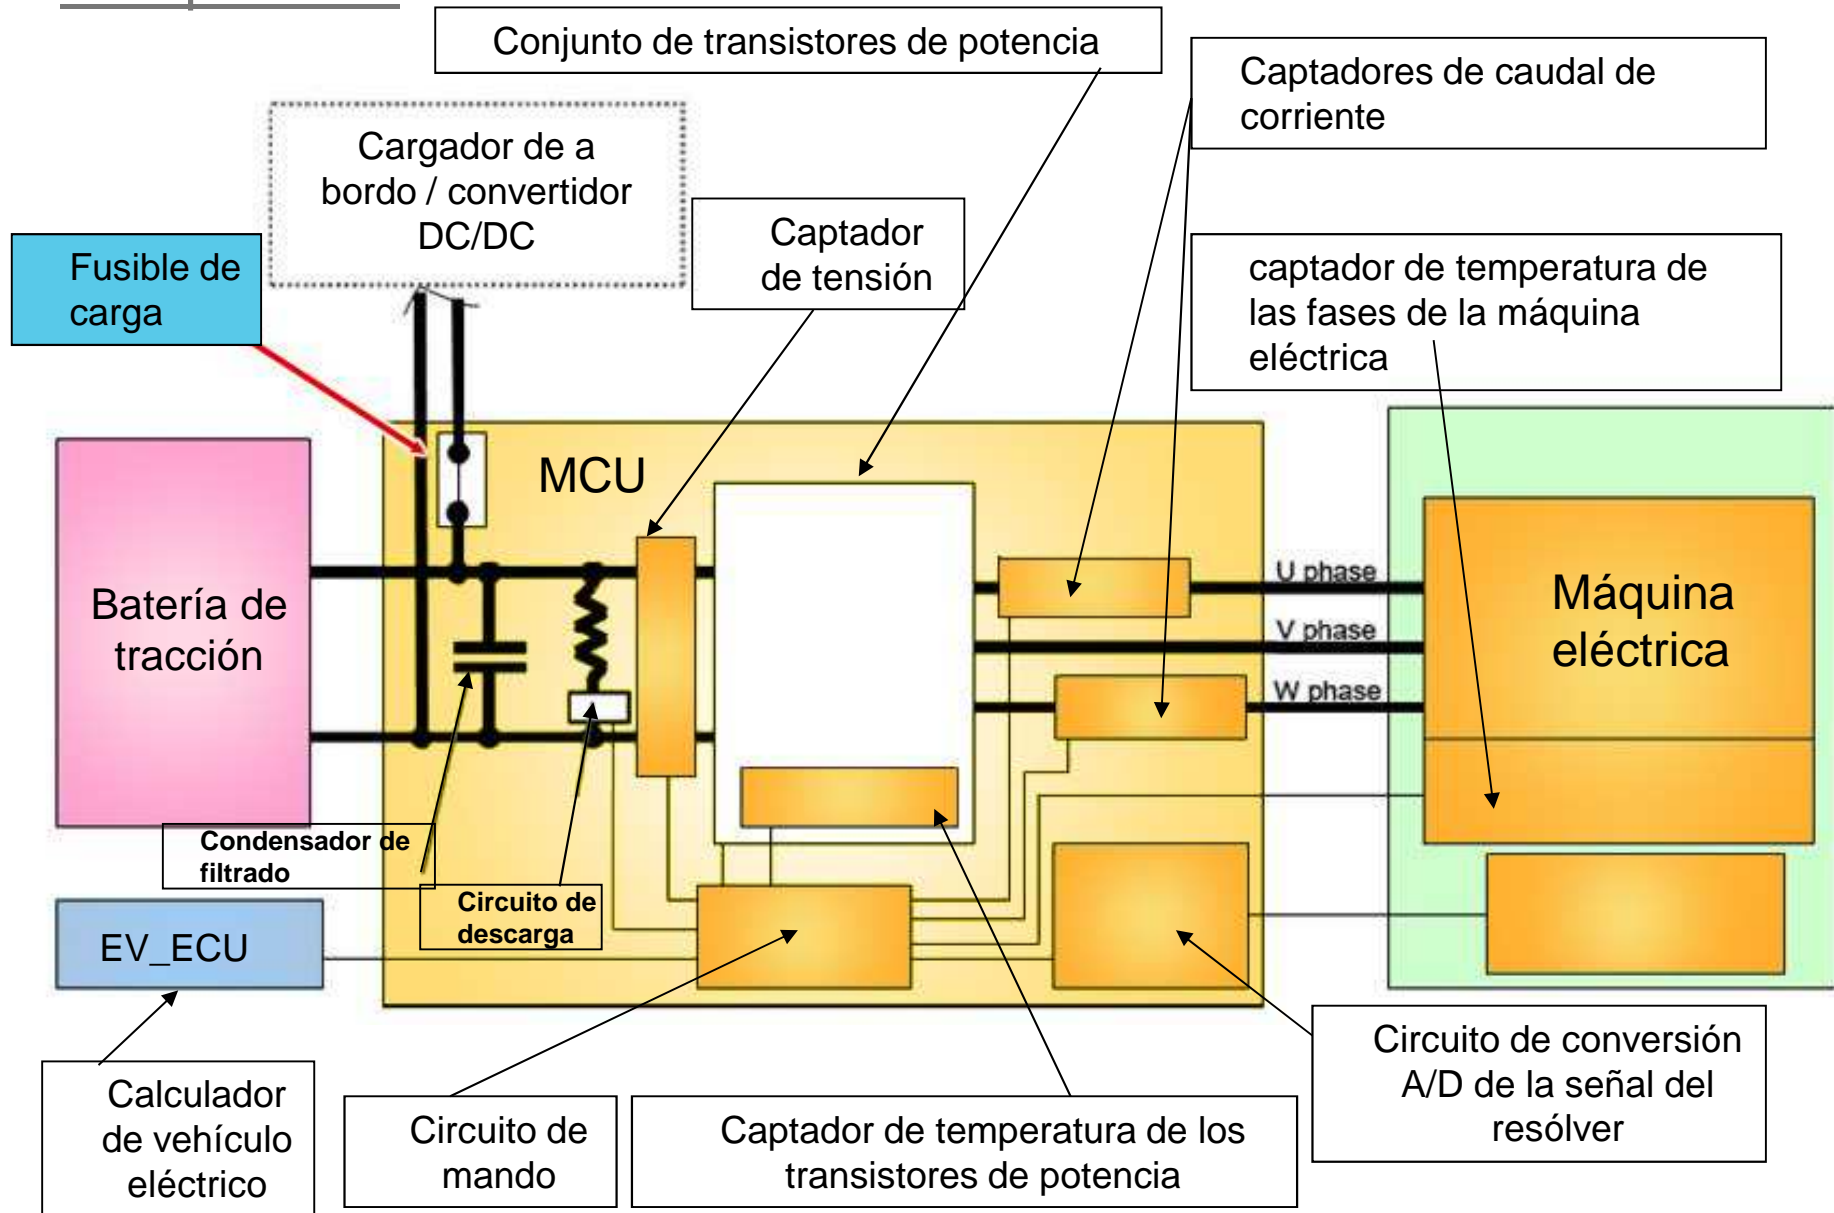 Conjunto de transistores de potencia
Captadores de caudal de
corriente
Cargador de a
bordo / convertidor
DC/DC
Captador
de tensión
Fusible de
carga
captador de temperatura de
las fases de la máquina
eléctrica
MCU
Batería de
tracción
U phase
V phase
W phase
Máquina
eléctrica
Condensador de
filtrado
Circuito de
descarga
EV_ECU
Calculador
de vehículo
eléctrico
Circuito de
mando
Captador de temperatura de los
transistores de potencia
Circuito de conversión
A/D de la señal del
resólver